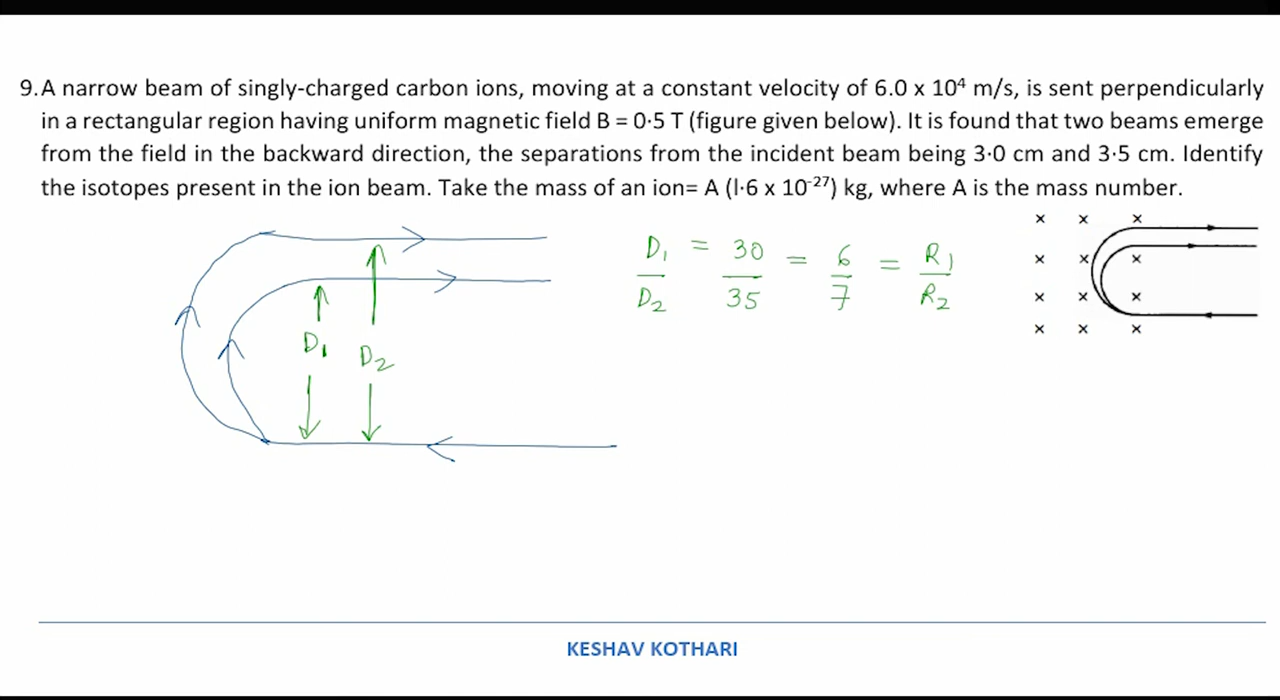 9. A narrow beam of singly-charged carbon ions, moving at a constant velocity of 6.0 x 10⁴ m/s, is sent perpendicularly
in a rectangular region having uniform magnetic field B = 0·5 T (figure given below). It is found that two beams emerge
from the field in the backward direction, the separations from the incident beam being 3·0 cm and 3·5 cm. Identify
the isotopes present in the ion beam. Take the mass of an ion= A (l·6 x 10⁻²⁷) kg, where A is the mass number.
D₁/D₂ = 30/35 = 6/7 = R₁/R₂
x x x
x x x
x x x
x x x
D₁ D₂
KESHAV KOTHARI